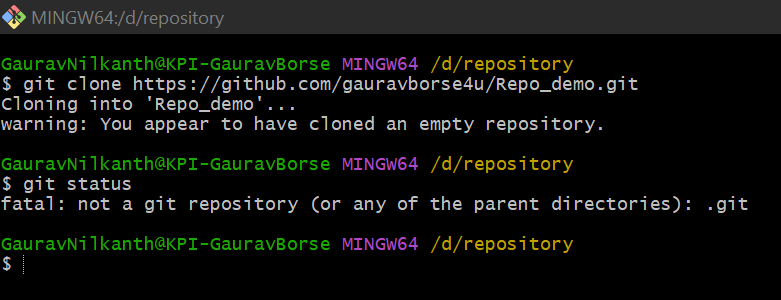 MINGW64:/d/repository
GauravNilkanth@KPI-GauravBorse MINGW64 /d/repository
$ git clone https://github.com/gauravborse4u/Repo_demo.git
Cloning into 'Repo_demo'...
warning: You appear to have cloned an empty repository.
GauravNilkanth@KPI-GauravBorse MINGW64 /d/repository
$ git status
fatal: not a git repository (or any of the parent directories): .git
GauravNilkanth@KPI-GauravBorse MINGW64 /d/repository
$